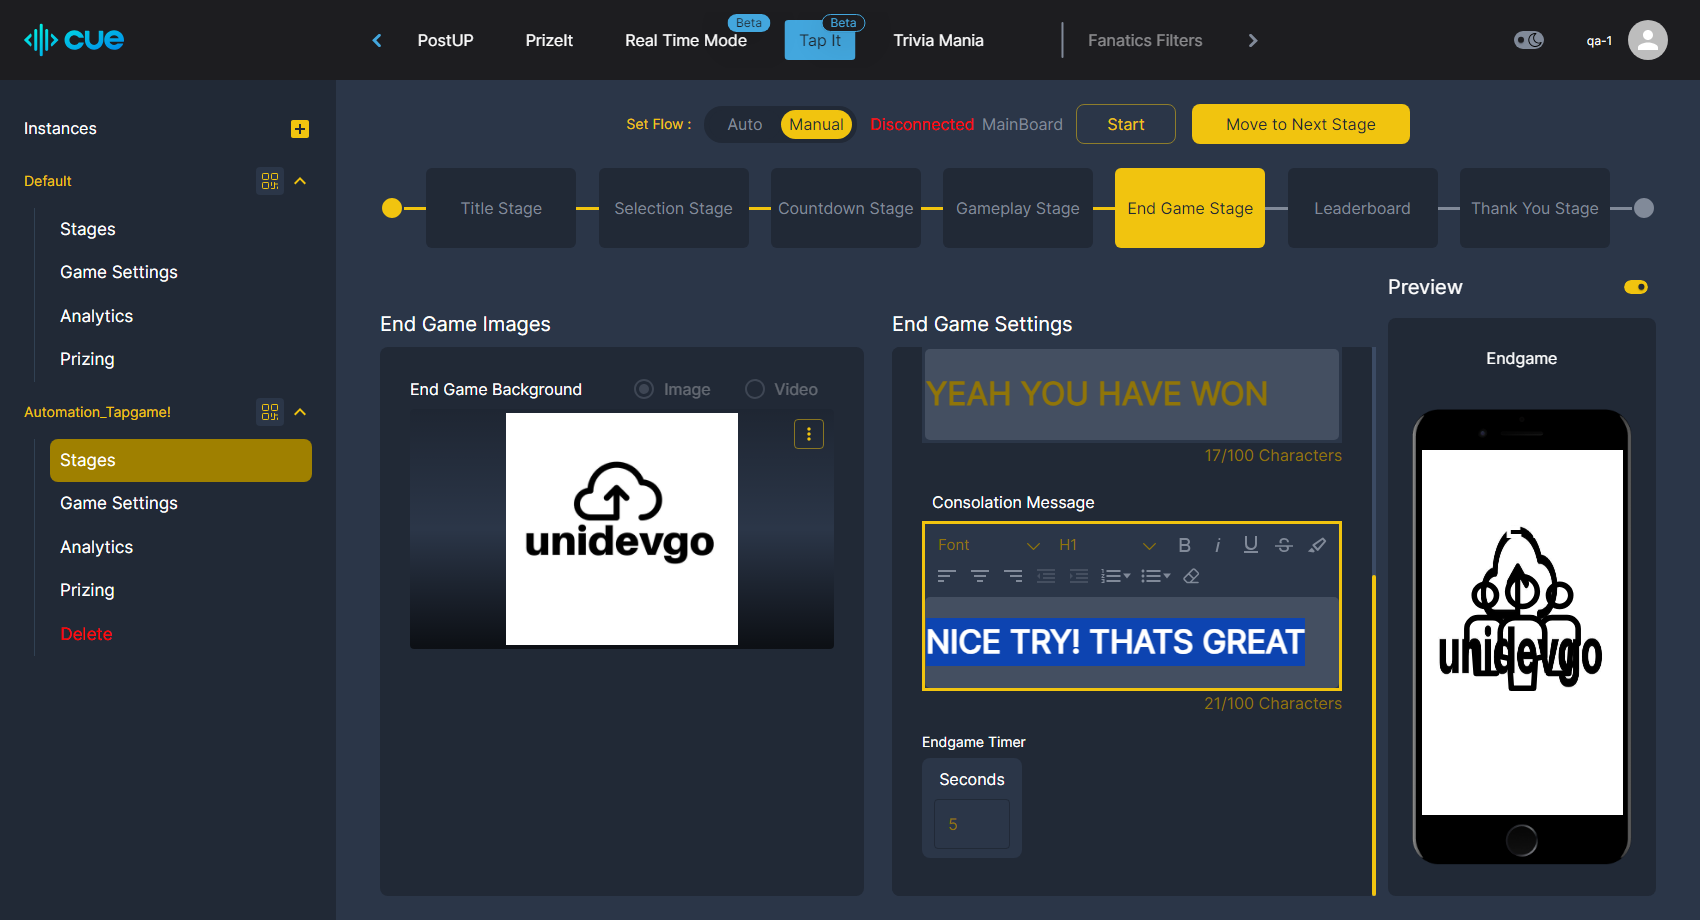 cue
PostUP
PrizeIt
Real Time Mode
Beta
Tap It
Beta
Trivia Mania
Fanatics Filters
qa-1
Instances
Default
Stages
Game Settings
Analytics
Prizing
Automation_Tapgame!
Stages
Game Settings
Analytics
Prizing
Delete
Set Flow :
Auto
Manual
Disconnected
MainBoard
Start
Move to Next Stage
Title Stage
Selection Stage
Countdown Stage
Gameplay Stage
End Game Stage
Leaderboard
Thank You Stage
End Game Images
End Game Background
Image
Video
unidevgo
End Game Settings
YEAH YOU HAVE WON
17/100 Characters
Consolation Message
Font
H1
B
i
U
S
NICE TRY! THATS GREAT
21/100 Characters
Endgame Timer
Seconds
5
Preview
Endgame
unidevgo